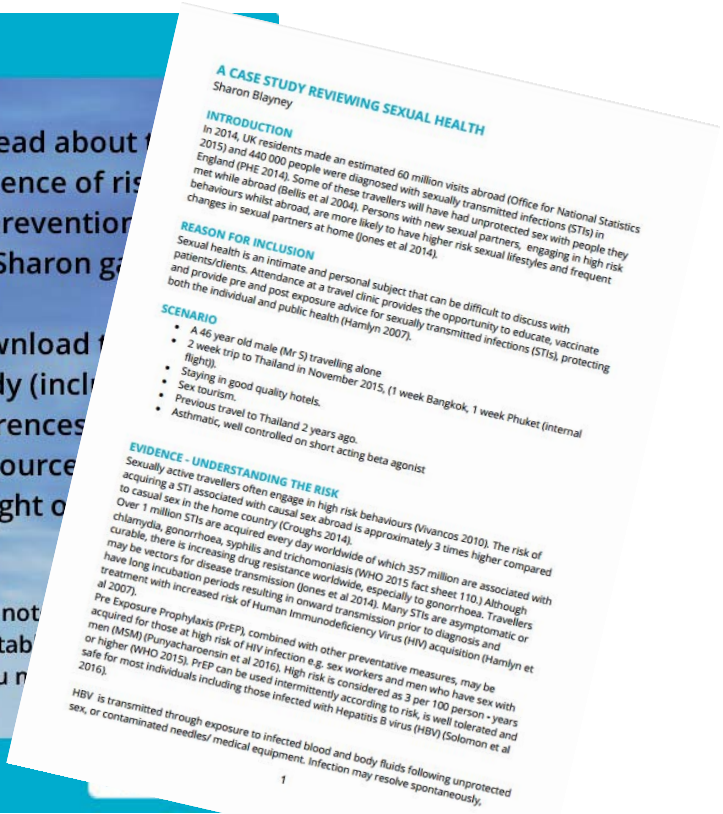 ead about
ence of ris
revention
Sharon ga
wnload
dy (incl
rences
ource
ght o
not
tab
u n
A CASE STUDY REVIEWING SEXUAL HEALTH
Sharon Blayney
INTRODUCTION
In 2014, UK residents made an estimated 60 million visits abroad (Office for National Statistics
2015) and 440 000 people were diagnosed with sexually transmitted infections (STIs) in
England (PHE 2014). Some of these travellers will have had unprotected sex with people they
met while abroad (Bellis et al 2004). Persons with new sexual partners,  engaging in high risk
behaviours whilst abroad, are more likely to have higher risk sexual lifestyles and frequent
changes in sexual partners at home (Jones et al 2014).
REASON FOR INCLUSION
Sexual health is an intimate and personal subject that can be difficult to discuss with
patients/clients. Attendance at a travel clinic provides the opportunity to educate, vaccinate
and provide pre and post exposure advice for sexually transmitted infections (STIs), protecting
both the individual and public health (Hamlyn 2007).
SCENARIO
• A 46 year old male (Mr S) travelling alone
• 2 week trip to Thailand in November 2015, (1 week Bangkok, 1 week Phuket (internal
flight)).
• Staying in good quality hotels.
• Sex tourism.
• Previous travel to Thailand 2 years ago.
• Asthmatic, well controlled on short acting beta agonist
EVIDENCE - UNDERSTANDING THE RISK
Sexually active travellers often engage in high risk behaviours (Vivancos 2010). The risk of
acquiring a STI associated with causal sex abroad is approximately 3 times higher compared
to casual sex in the home country (Croughs 2014).
Over 1 million STIs are acquired every day worldwide of which 357 million are associated with
chlamydia, gonorrhoea, syphilis and trichomoniasis (WHO 2015 fact sheet 110.) Although
curable, there is increasing drug resistance worldwide, especially to gonorrhoea. Travellers
may be vectors for disease transmission (Jones et al 2014). Many STIs are asymptomatic or
have long incubation periods resulting in onward transmission prior to diagnosis and
treatment with increased risk of Human Immunodeficiency Virus (HIV) acquisition (Hamlyn et
al 2007).
Pre Exposure Prophylaxis (PrEP), combined with other preventative measures, may be
acquired for those at high risk of HIV infection e.g. sex workers and men who have sex with
men (MSM) (Punyacharoensin et al 2016). High risk is considered as 3 per 100 person - years
or higher (WHO 2015). PrEP can be used intermittently according to risk, is well tolerated and
safe for most individuals including those infected with Hepatitis B virus (HBV) (Solomon et al
2016).
HBV  is transmitted through exposure to infected blood and body fluids following unprotected
sex, or contaminated needles/ medical equipment. Infection may resolve spontaneously,
1